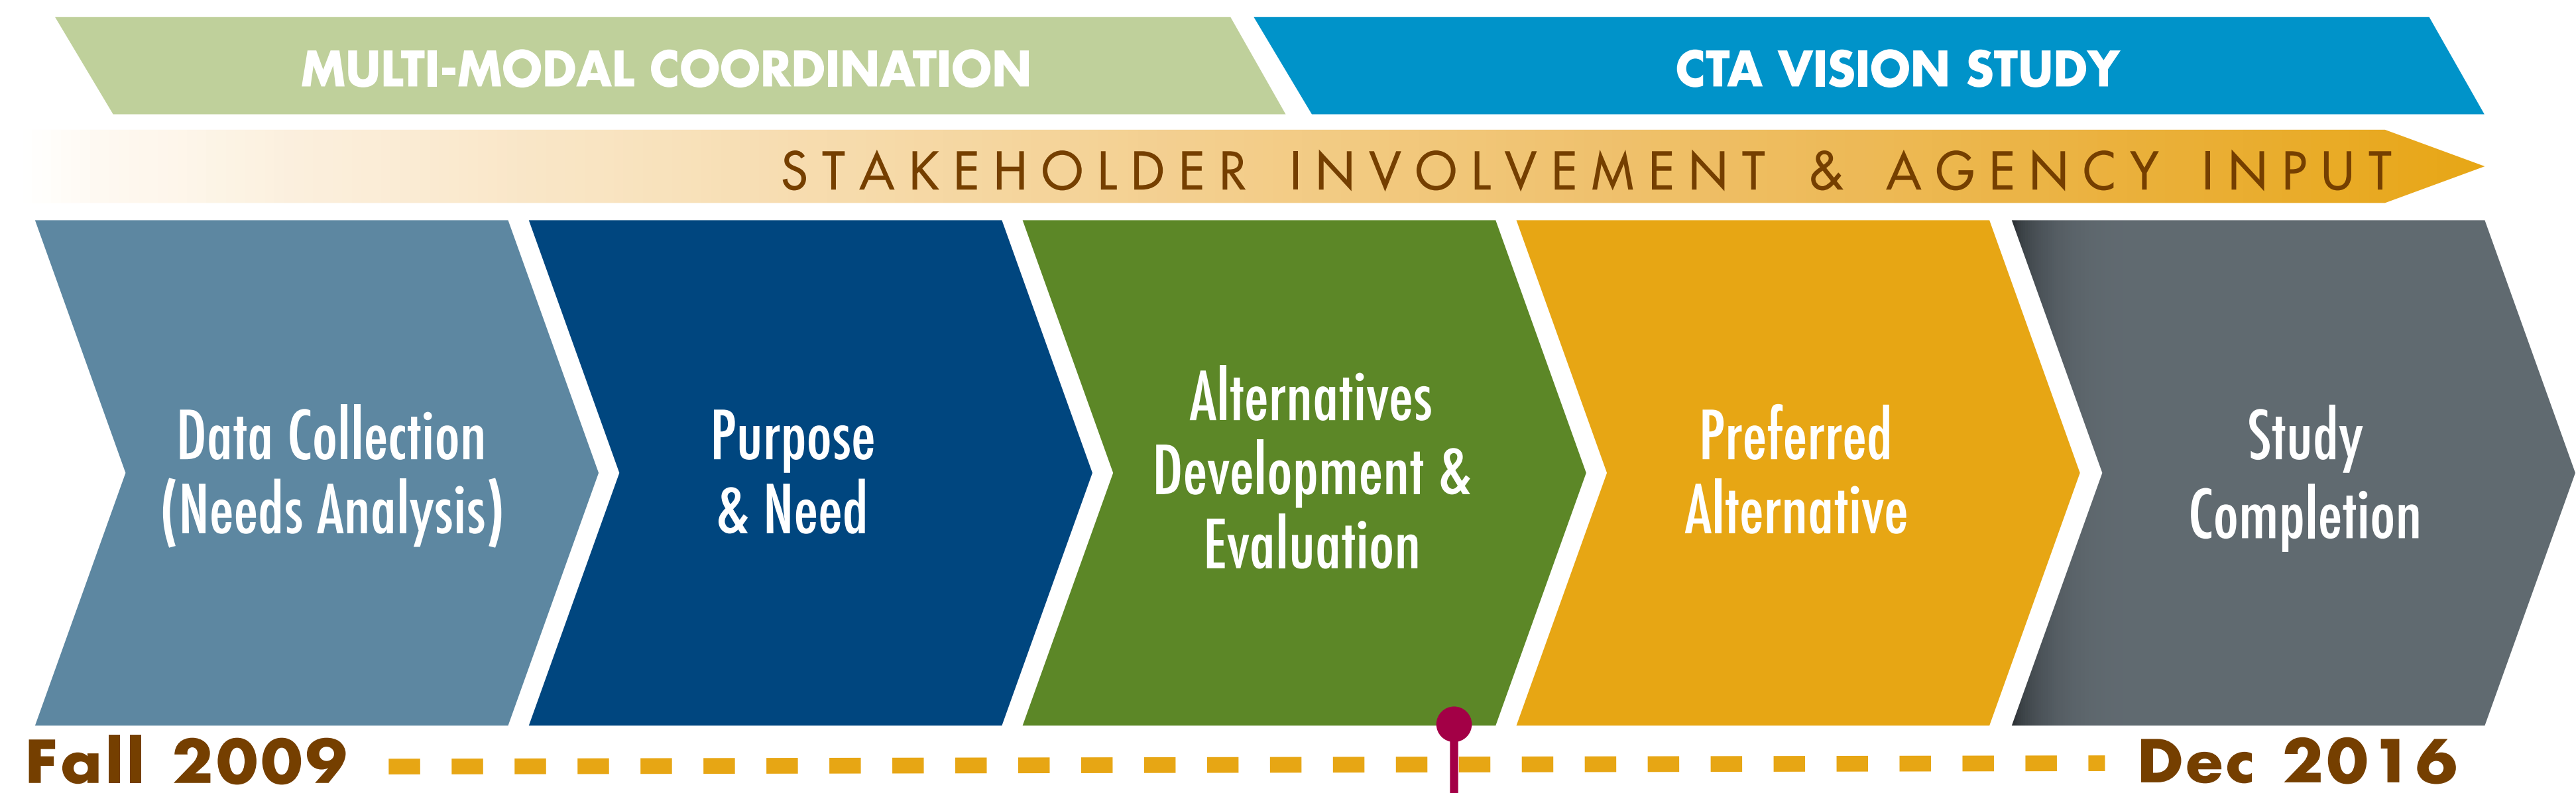 MULTI-MODAL COORDINATION
CTA VISION STUDY
STAKEHOLDER INVOLVEMENT & AGENCY INPUT
Data Collection
(Needs Analysis)
Purpose
& Need
Alternatives
Development &
Evaluation
Preferred
Alternative
Study
Completion
Fall 2009
Dec 2016